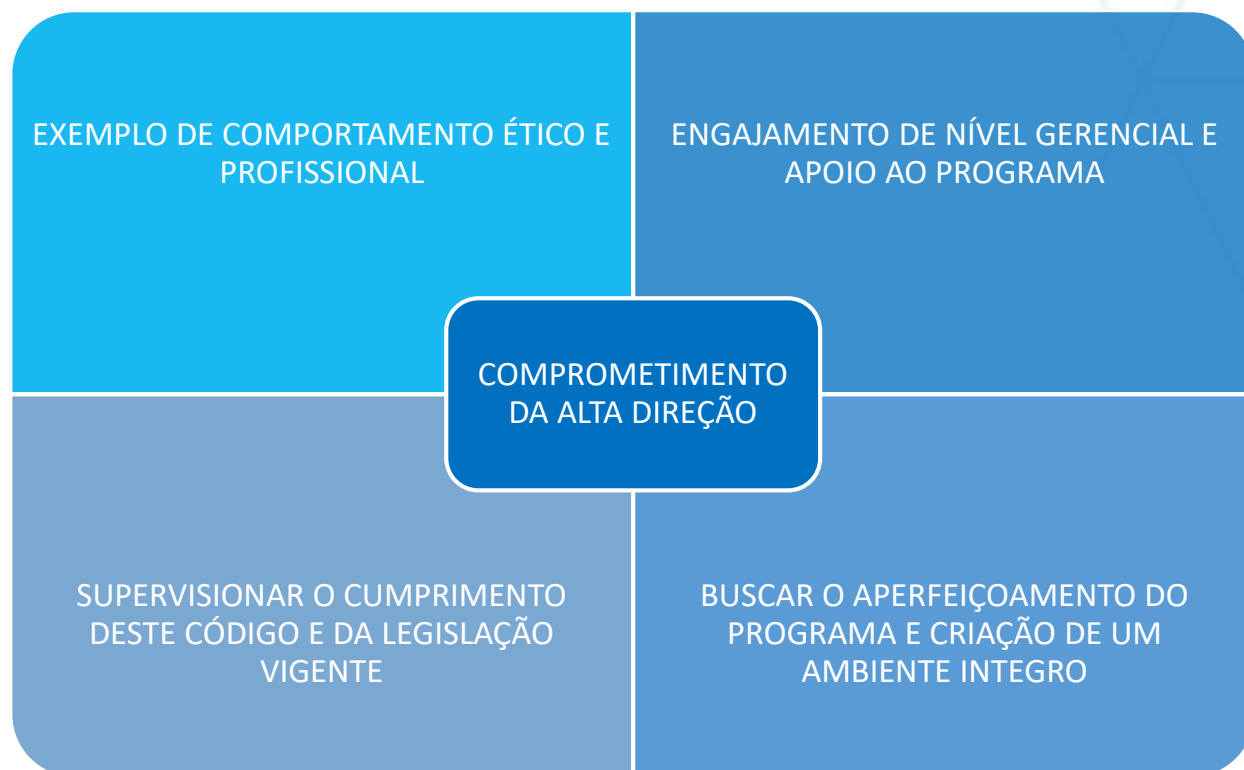 EXEMPLO DE COMPORTAMENTO ÉTICO E
PROFISSIONAL
ENGAJAMENTO DE NÍVEL GERENCIAL E
APOIO AO PROGRAMA
COMPROMETIMENTO
DA ALTA DIREÇÃO
SUPERVISIONAR O CUMPRIMENTO
DESTE CÓDIGO E DA LEGISLAÇÃO
VIGENTE
BUSCAR O APERFEIÇOAMENTO DO
PROGRAMA E CRIAÇÃO DE UM
AMBIENTE INTEGRO